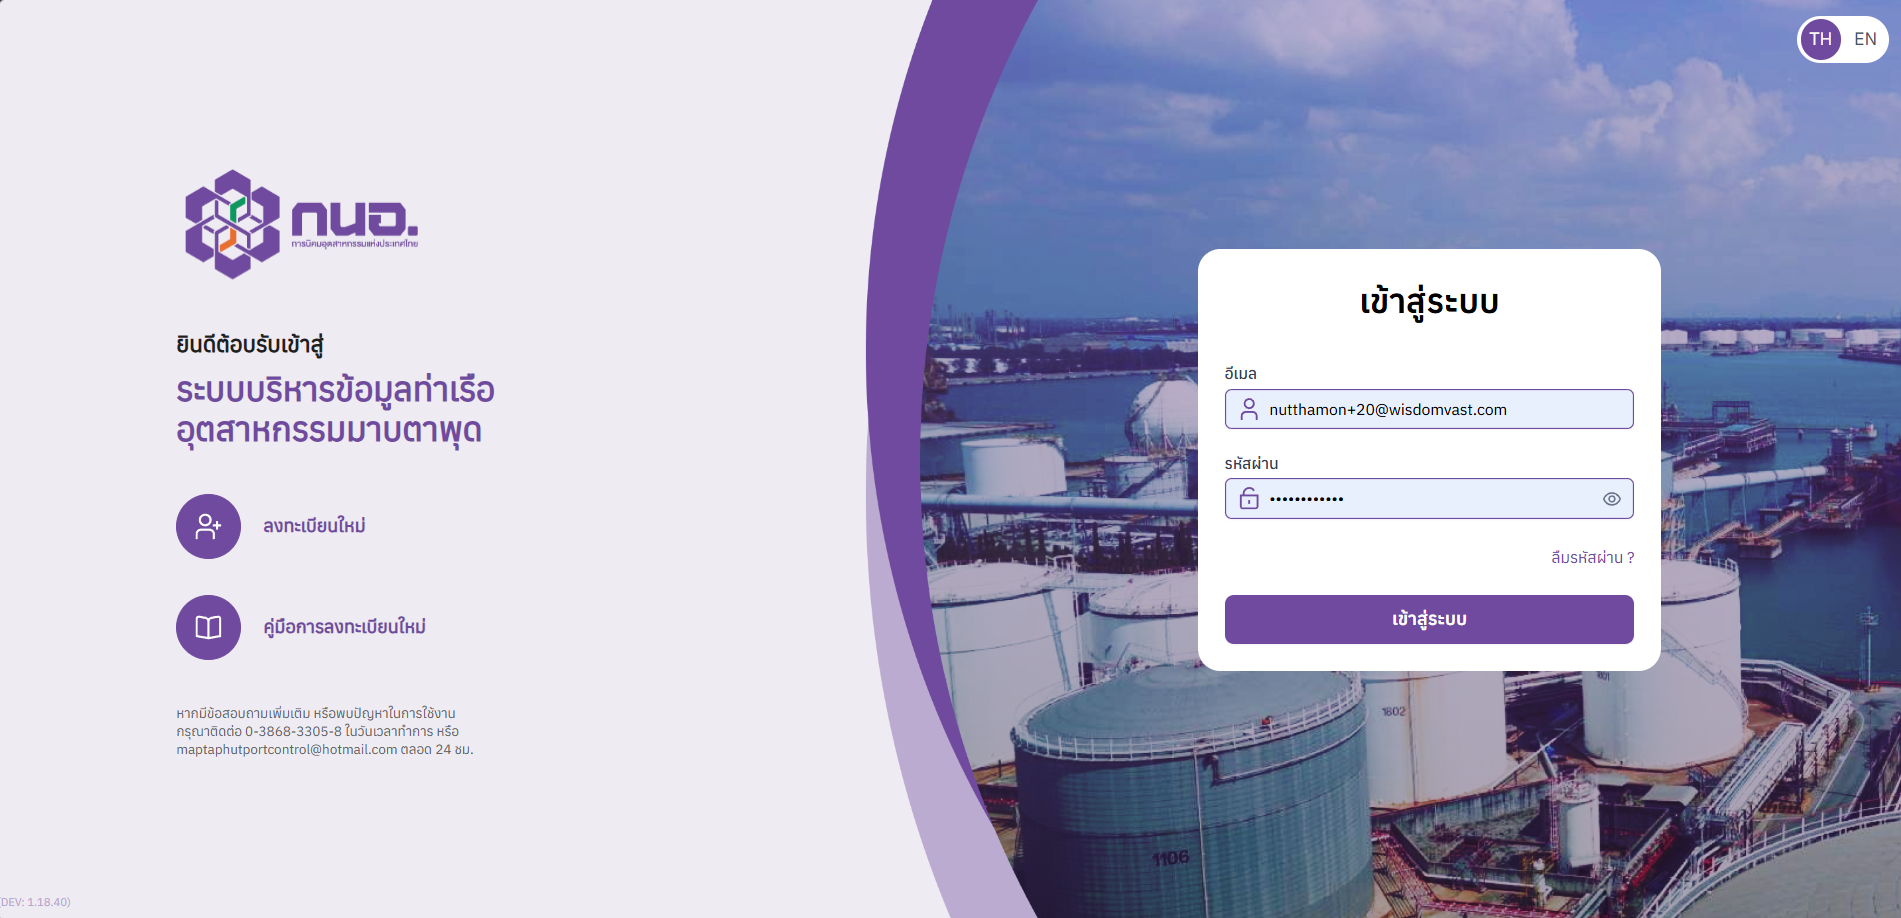 TH EN
กนอ.
การนิคมอุตสาหกรรมแห่งประเทศไทย
ยินดีต้อนรับเข้าสู่
ระบบบริหารข้อมูลท่าเรือ
อุตสาหกรรมมาบตาพุด
ลงทะเบียนใหม่
คู่มือการลงทะเบียนใหม่
หากมีข้อสอบถามเพิ่มเติม หรือพบปัญหาในการใช้งาน
กรุณาติดต่อ 0-3868-3305-8 ในวันเวลาทำการ หรือ
maptaphutportcontrol@hotmail.com ตลอด 24 ชม.
(DEV: 1.18.40)
เข้าสู่ระบบ
อีเมล
nutthamon+20@wisdomvast.com
รหัสผ่าน
••••••••••••
ลืมรหัสผ่าน ?
เข้าสู่ระบบ
1801
1802
1106